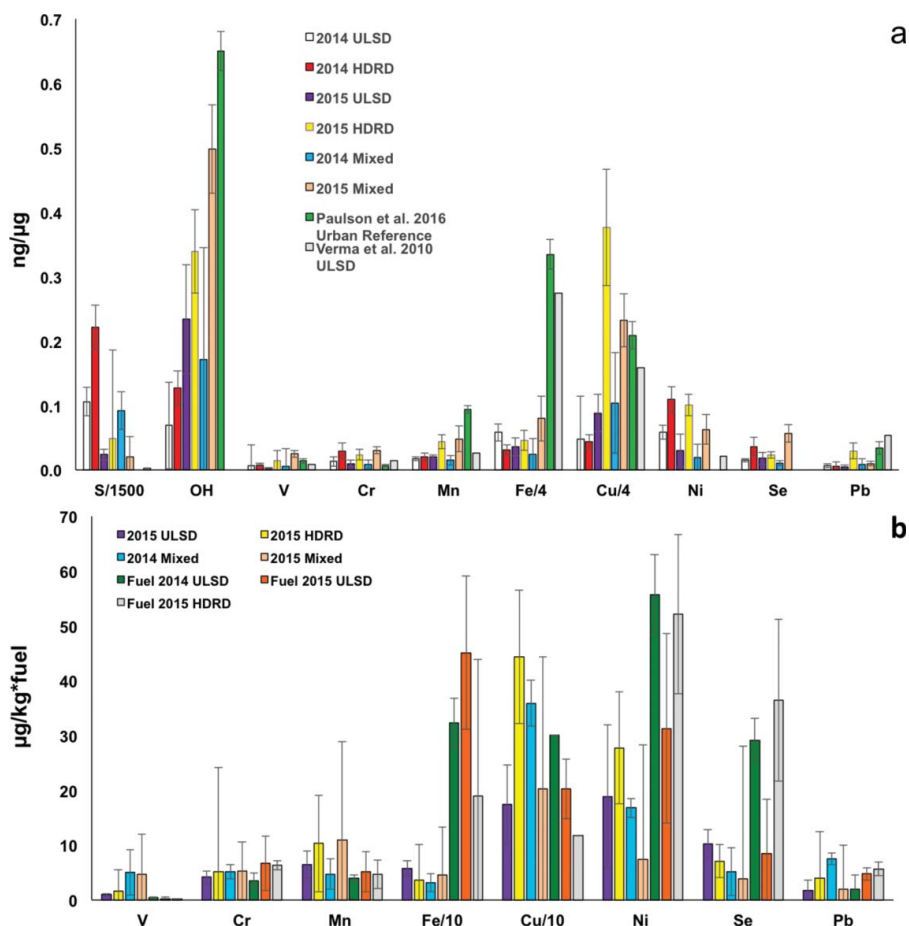 0.7
a
0.6
0.5
0.4
0.3
0.2
0.1
0.0
ng/µg
2014 ULSD
2014 HDRD
2015 ULSD
2015 HDRD
2014 Mixed
2015 Mixed
Paulson et al. 2016
Urban Reference
Verma et al. 2010
ULSD
S/1500 OH V Cr Mn Fe/4 Cu/4 Ni Se Pb
70
b
60
50
40
30
20
10
0
µg/kg*fuel
2015 ULSD 2015 HDRD
2014 Mixed 2015 Mixed
Fuel 2014 ULSD Fuel 2015 ULSD
Fuel 2015 HDRD
V Cr Mn Fe/10 Cu/10 Ni Se Pb